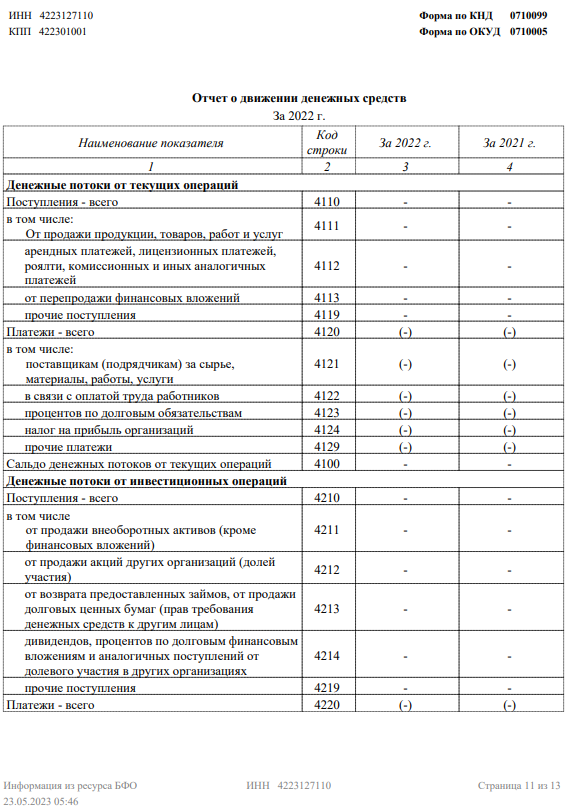 ИНН 4223127110 Форма по КНД 0710099
КПП 422301001 Форма по ОКУД 0710005
Отчет о движении денежных средств
За 2022 г.
Наименование показателя Код строки За 2022 г. За 2021 г.
1 2 3 4
Денежные потоки от текущих операций
Поступления - всего 4110 - -
в том числе:
От продажи продукции, товаров, работ и услуг 4111 - -
арендных платежей, лицензионных платежей,
роялти, комиссионных и иных аналогичных 4112 - -
платежей
от перепродажи финансовых вложений 4113 - -
прочие поступления 4119 - -
Платежи - всего 4120 (-) (-)
в том числе:
поставщикам (подрядчикам) за сырье, 4121 (-) (-)
материалы, работы, услуги
в связи с оплатой труда работников 4122 (-) (-)
процентов по долговым обязательствам 4123 (-) (-)
налог на прибыль организаций 4124 (-) (-)
прочие платежи 4129 (-) (-)
Сальдо денежных потоков от текущих операций 4100 - -
Денежные потоки от инвестиционных операций
Поступления - всего 4210 - -
в том числе
от продажи внеоборотных активов (кроме 4211 - -
финансовых вложений)
от продажи акций других организаций (долей 4212 - -
участия)
от возврата предоставленных займов, от продажи
долговых ценных бумаг (прав требования 4213 - -
денежных средств к другим лицам)
дивидендов, процентов по долговым финансовым
вложениям и аналогичных поступлений от 4214 - -
долевого участия в других организациях
прочие поступления 4219 - -
Платежи - всего 4220 (-) (-)
Информация из ресурса БФО ИНН 4223127110 Страница 11 из 13
23.05.2023 05:46